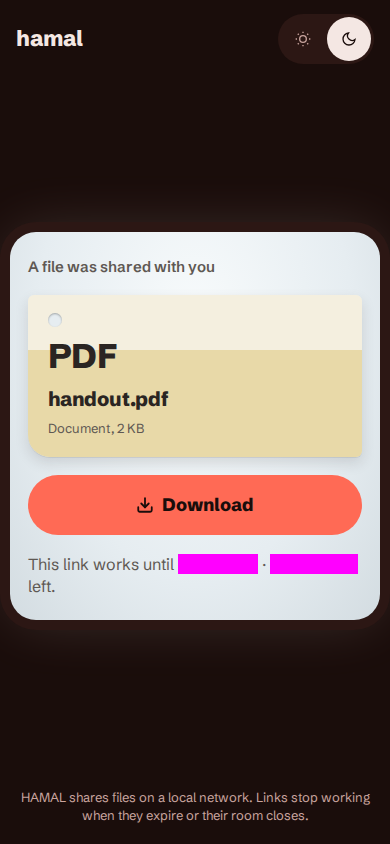 hamal
A file was shared with you
PDF
handout.pdf
Document, 2 KB
Download
This link works until ·
left.
HAMAL shares files on a local network. Links stop working
when they expire or their room closes.